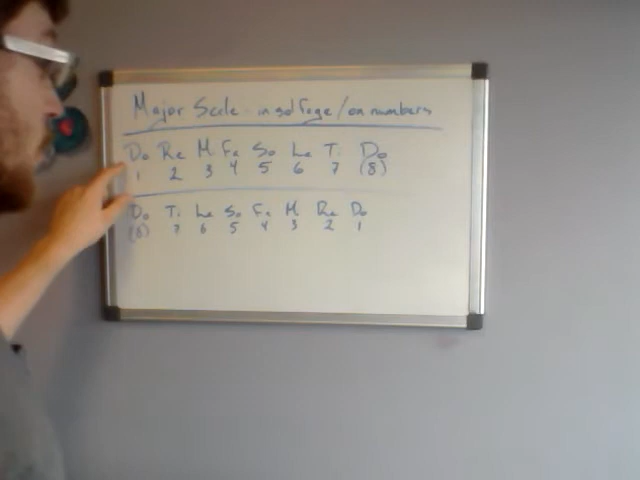 Major Scale in solfege/on numbers
Do Re Mi Fa So La Ti Do
1 2 3 4 5 6 7 (8)
Do Ti La So Fa Mi Re Do
(8) 7 6 5 4 3 2 1